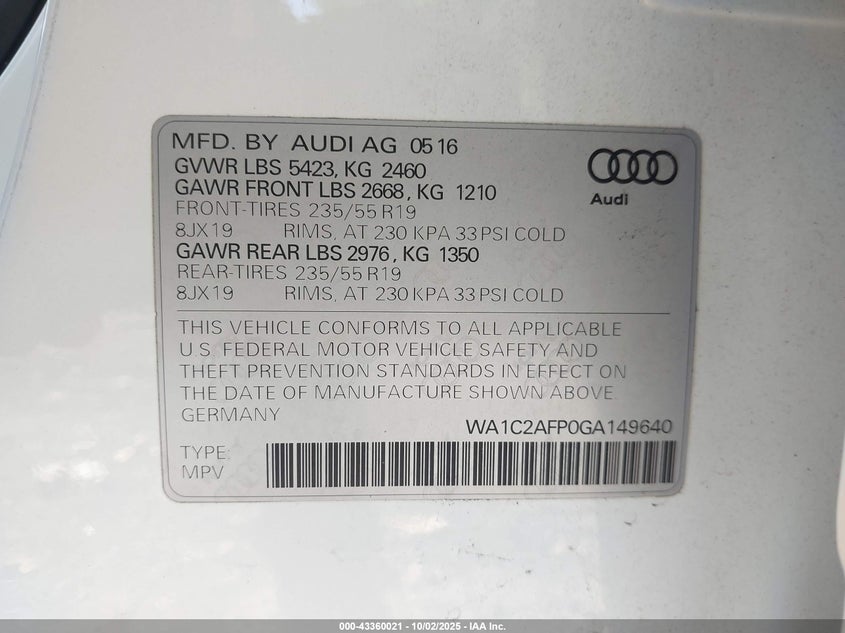 MFD. BY AUDI AG 0516
GVWR LBS 5423, KG 2460
GAWR FRONT LBS 2668, KG 1210
FRONT-TIRES 235/55 R19
8JX19 RIMS, AT 230 KPA 33 PSI COLD
GAWR REAR LBS 2976, KG 1350
REAR-TIRES 235/55 R19
8JX19 RIMS, AT 230 KPA 33 PSI COLD
Audi
THIS VEHICLE CONFORMS TO ALL APPLICABLE
U.S. FEDERAL MOTOR VEHICLE SAFETY AND
THEFT PREVENTION STANDARDS IN EFFECT ON
THE DATE OF MANUFACTURE SHOWN ABOVE.
GERMANY
WA1C2AFP0GA149640
TYPE:
MPV
000-43360021 - 10/02/2025 - IAA Inc.